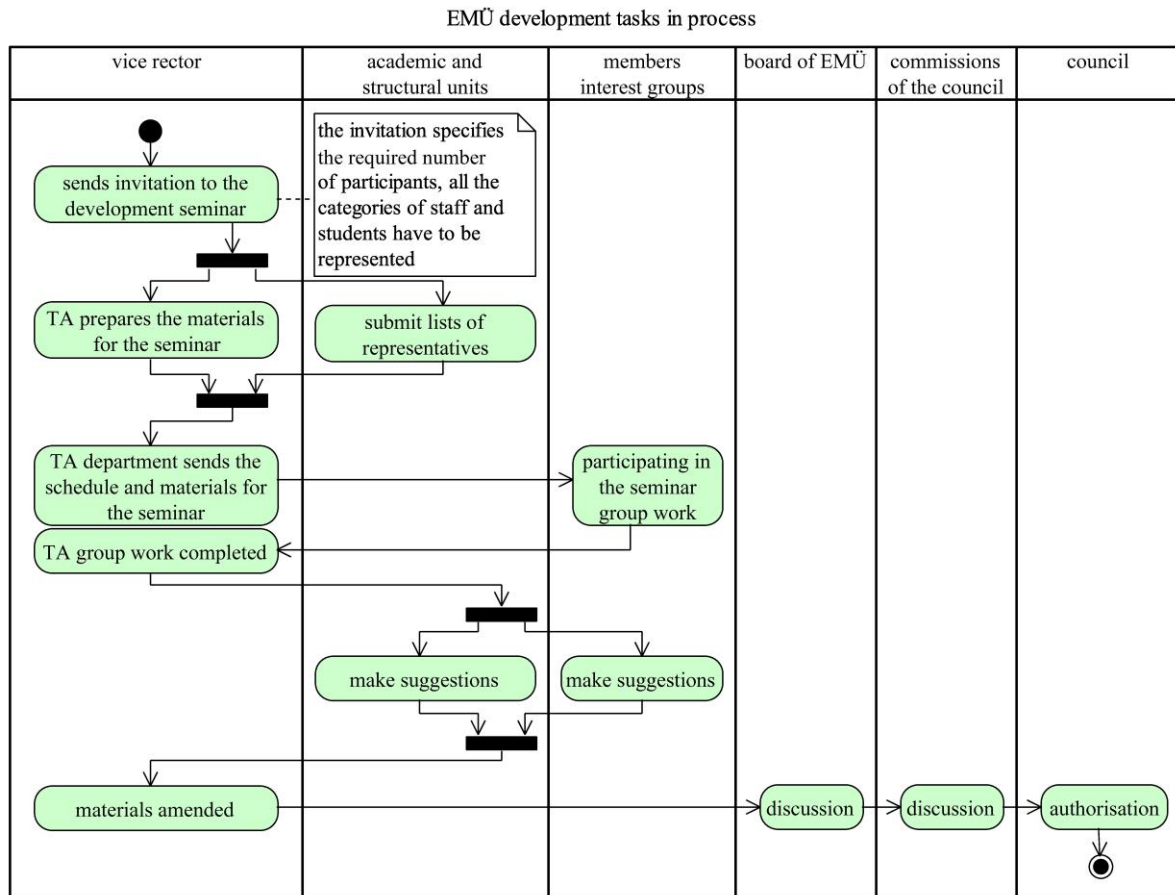 EMÜ development tasks in process
vice rector
academic and
structural units
members
interest groups
board of EMÜ
commissions
of the council
council
the invitation specifies
the required number
of participants, all the
categories of staff and
students have to be
represented
sends invitation to the
development seminar
TA prepares the materials
for the seminar
submit lists of
representatives
TA department sends the
schedule and materials for
the seminar
participating in
the seminar
group work
TA group work completed
make suggestions
make suggestions
materials amended
discussion
discussion
authorisation